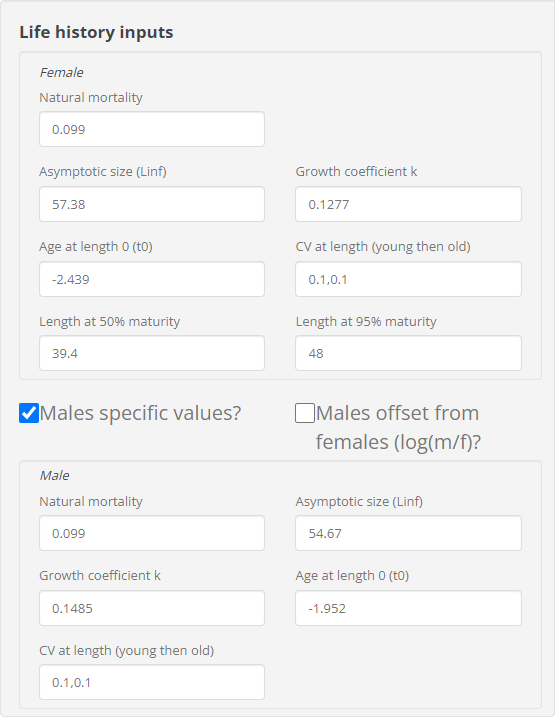 Life history inputs
Female
Natural mortality
0.099
Asymptotic size (Linf)
Growth coefficient k
57.38
0.1277
Age at length 0 (t0)
CV at length (young then old)
-2.439
0.1,0.1
Length at 50% maturity
Length at 95% maturity
39.4
48
Males specific values?
Males offset from
females (log(m/f)?
Male
Natural mortality
Asymptotic size (Linf)
0.099
54.67
Growth coefficient k
Age at length 0 (t0)
0.1485
-1.952
CV at length (young then old)
0.1,0.1